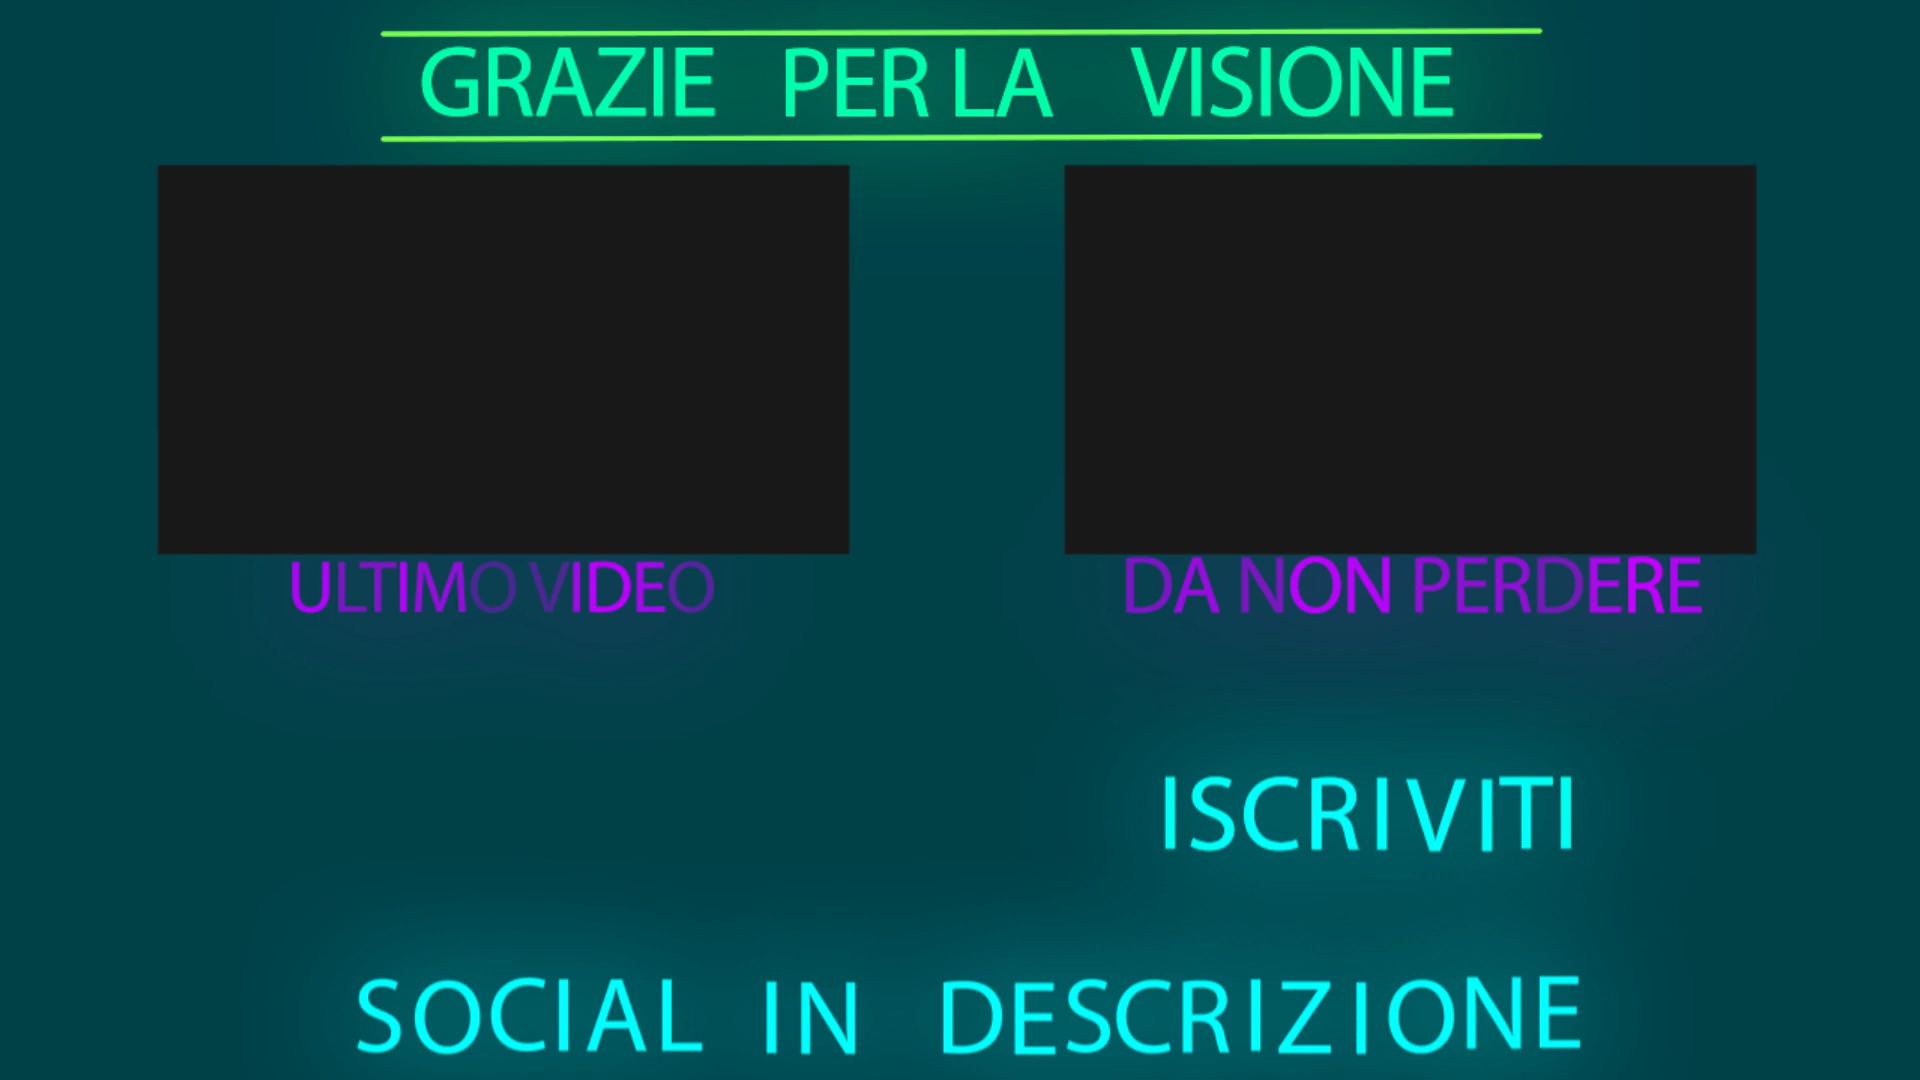 GRAZIE PER LA VISIONE
ULTIMO VIDEO
DA NON PERDERE
ISCRIVITI
SOCIAL IN DESCRIZIONE